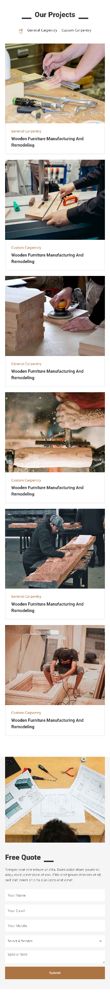 Our Projects
All General Carpentry Custom Carpentry
General Carpentry
Wooden Furniture Manufacturing And
Remodeling
Custom Carpentry
Wooden Furniture Manufacturing And
Remodeling
General Carpentry
Wooden Furniture Manufacturing And
Remodeling
Custom Carpentry
Wooden Furniture Manufacturing And
Remodeling
General Carpentry
Wooden Furniture Manufacturing And
Remodeling
Custom Carpentry
Wooden Furniture Manufacturing And
Remodeling
Free Quote
Tempor erat elitr rebum at clita. Diam dolor diam ipsum sit.
Aliqu diam amet diam et eos. Clita erat ipsum et lorem et sit,
sed stet lorem sit clita duo justo erat amet
Your Name
Your Email
Your Mobile
Select A Service
Special Note
Submit